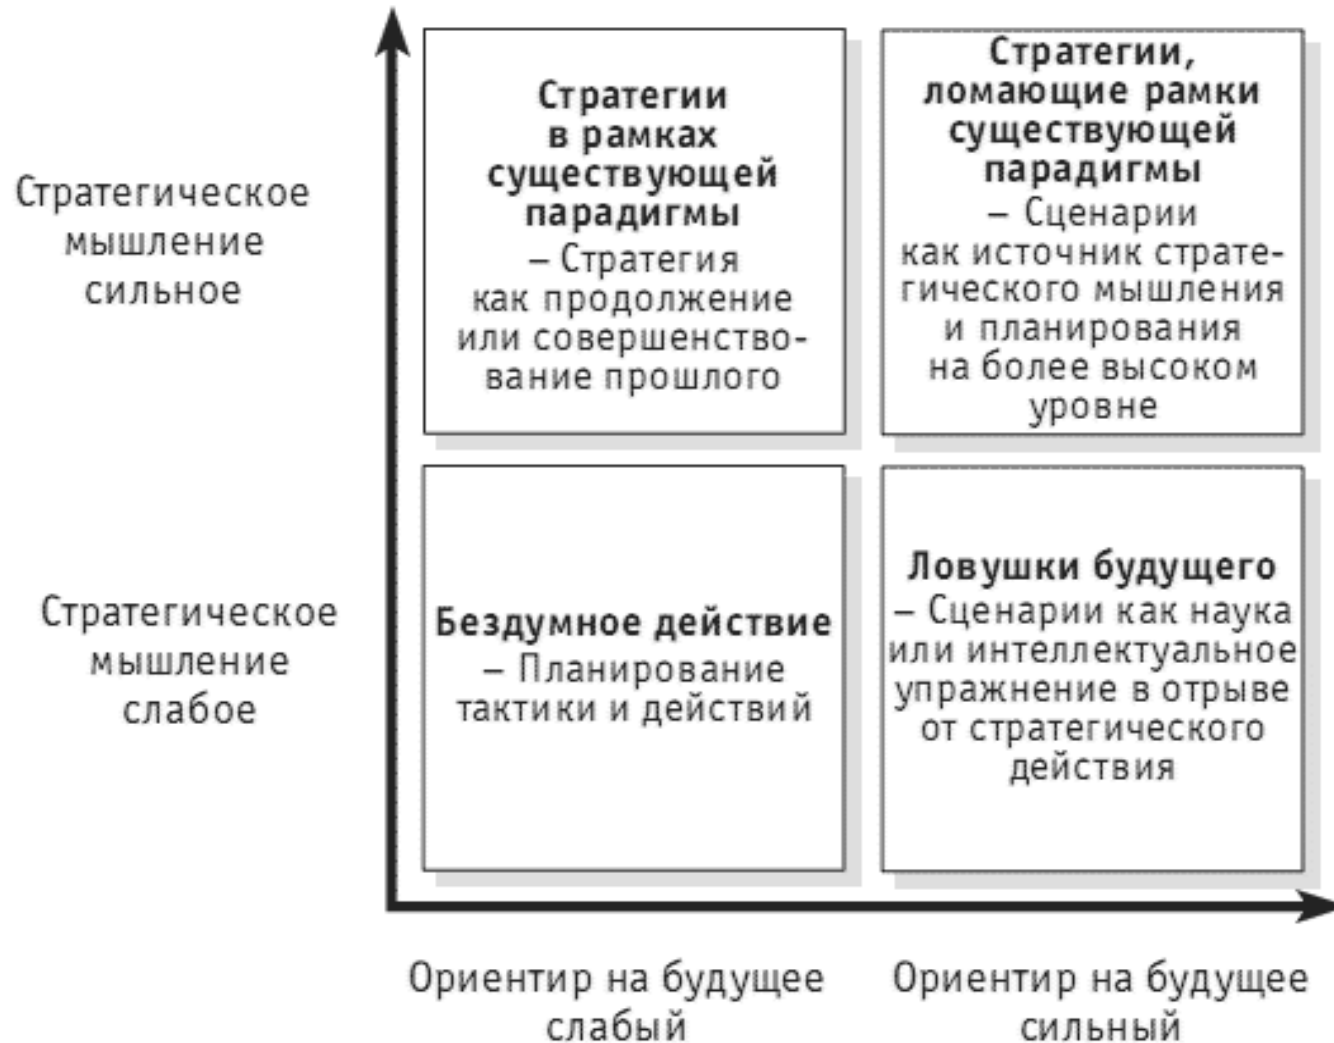 Стратегическое
мышление
сильное
Стратегии
в рамках
существующей
парадигмы
– Стратегия
как продолжение
или совершенство-
вание прошлого
Стратегии,
ломающие рамки
существующей
парадигмы
– Сценарии
как источник страте-
гического мышления
и планирования
на более высоком
уровне
Стратегическое
мышление
слабое
Бездумное действие
– Планирование
тактики и действий
Ловушки будущего
– Сценарии как наука
или интеллектуальное
упражнение в отрыве
от стратегического
действия
Ориентир на будущее
слабый
Ориентир на будущее
сильный